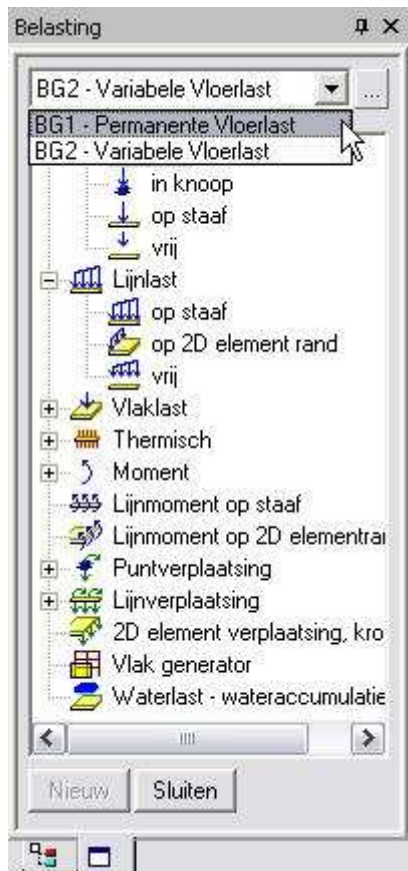 Belasting
BG2 - Variabele Vloerlast
...
BG1 - Permanente Vloerlast
BG2 - Variabele Vloerlast
in knoop
op staaf
vrij
Lijnlast
op staaf
op 2D element rand
vrij
Vlaklast
Thermisch
Moment
Lijnmoment op staaf
Lijnmoment op 2D elementrai
Puntverplaatsing
Lijnverplaatsing
2D element verplaatsing, kro
Vlak generator
Waterlast - wateraccumulatie
Nieuw
Sluiten